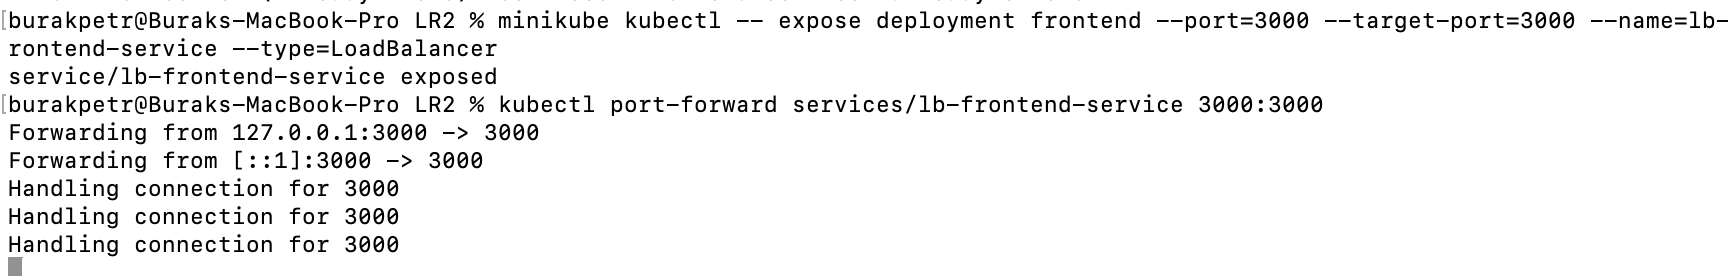 [burakpetr@Buraks-MacBook-Pro LR2 % minikube kubectl -- expose deployment frontend --port=3000 --target-port=3000 --name=lb-
rontend-service --type=LoadBalancer
service/lb-frontend-service exposed
[burakpetr@Buraks-MacBook-Pro LR2 % kubectl port-forward services/lb-frontend-service 3000:3000
Forwarding from 127.0.0.1:3000 -> 3000
Forwarding from [::1]:3000 -> 3000
Handling connection for 3000
Handling connection for 3000
Handling connection for 3000